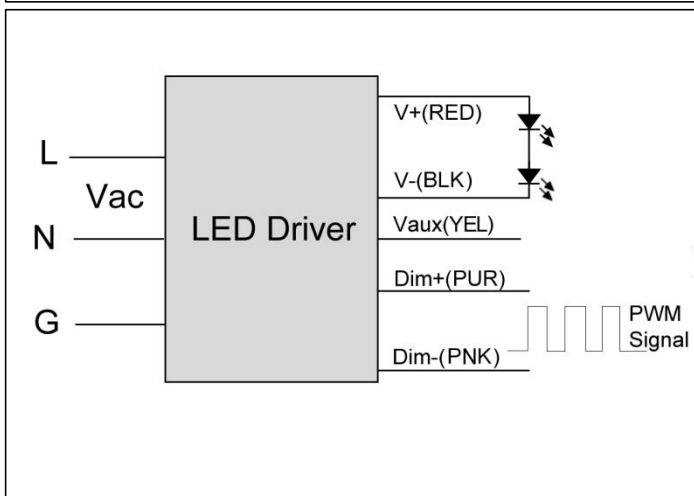 L
Vac
N
G
LED Driver
V+(RED)
V-(BLK)
Vaux(YEL)
Dim+(PUR)
Dim-(PNK)
PWM
Signal